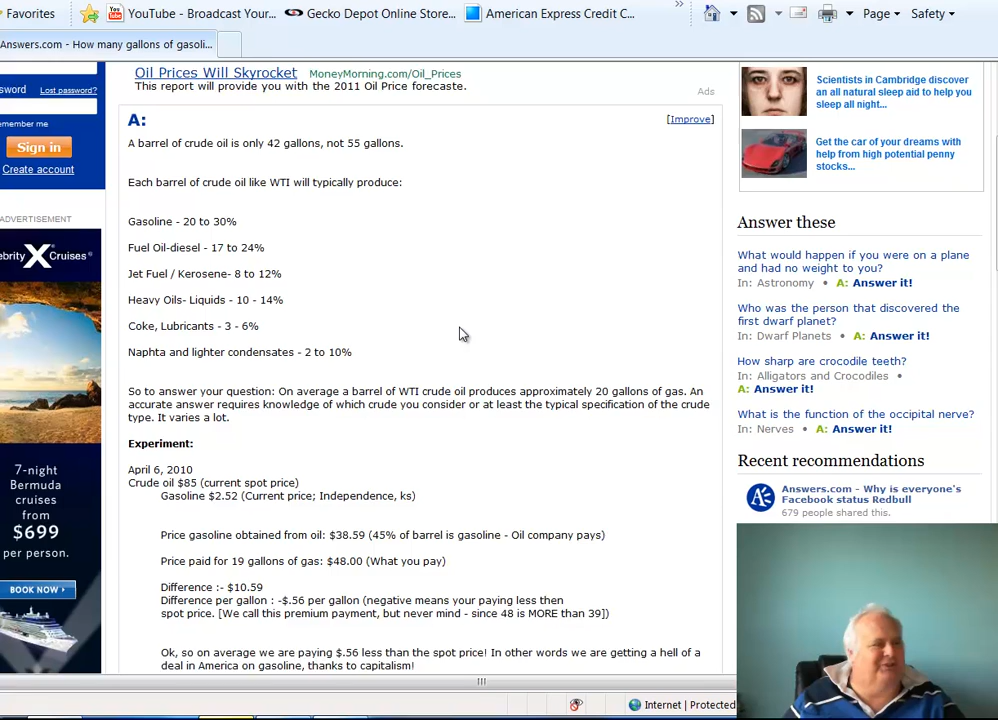 Favorites
YouTube - Broadcast Your...
Gecko Depot Online Store...
American Express Credit C...
»
Page
Safety
Answers.com - How many gallons of gasoli...
sword
Lost password?
emember me
Sign in
Create account
ADVERTISEMENT
ebrity X Cruises®
7-night
Bermuda
cruises
from
$699
per person.
BOOK NOW
Oil Prices Will Skyrocket MoneyMorning.com/Oil_Prices
This report will provide you with the 2011 Oil Price forecaste.
Ads
A:
[Improve]
A barrel of crude oil is only 42 gallons, not 55 gallons.
Each barrel of crude oil like WTI will typically produce:
Gasoline - 20 to 30%
Fuel Oil-diesel - 17 to 24%
Jet Fuel / Kerosene- 8 to 12%
Heavy Oils- Liquids - 10 - 14%
Coke, Lubricants - 3 - 6%
Naphta and lighter condensates - 2 to 10%
So to answer your question: On average a barrel of WTI crude oil produces approximately 20 gallons of gas. An
accurate answer requires knowledge of which crude you consider or at least the typical specification of the crude
type. It varies a lot.
Experiment:
April 6, 2010
Crude oil $85 (current spot price)
Gasoline $2.52 (Current price; Independence, ks)
Price gasoline obtained from oil: $38.59 (45% of barrel is gasoline - Oil company pays)
Price paid for 19 gallons of gas: $48.00 (What you pay)
Difference :- $10.59
Difference per gallon : -$.56 per gallon (negative means your paying less then
spot price. [We call this premium payment, but never mind - since 48 is MORE than 39])
Ok, so on average we are paying $.56 less than the spot price! In other words we are getting a hell of a
deal in America on gasoline, thanks to capitalism!
Scientists in Cambridge discover
an all natural sleep aid to help you
sleep all night...
Get the car of your dreams with
help from high potential penny
stocks...
Answer these
What would happen if you were on a plane
and had no weight to you?
In: Astronomy • A: Answer it!
Who was the person that discovered the
first dwarf planet?
In: Dwarf Planets • A: Answer it!
How sharp are crocodile teeth?
In: Alligators and Crocodiles •
A: Answer it!
What is the function of the occipital nerve?
In: Nerves • A: Answer it!
Recent recommendations
A
Answers.com - Why is everyone's
Facebook status Redbull
679 people shared this.
Internet | Protected